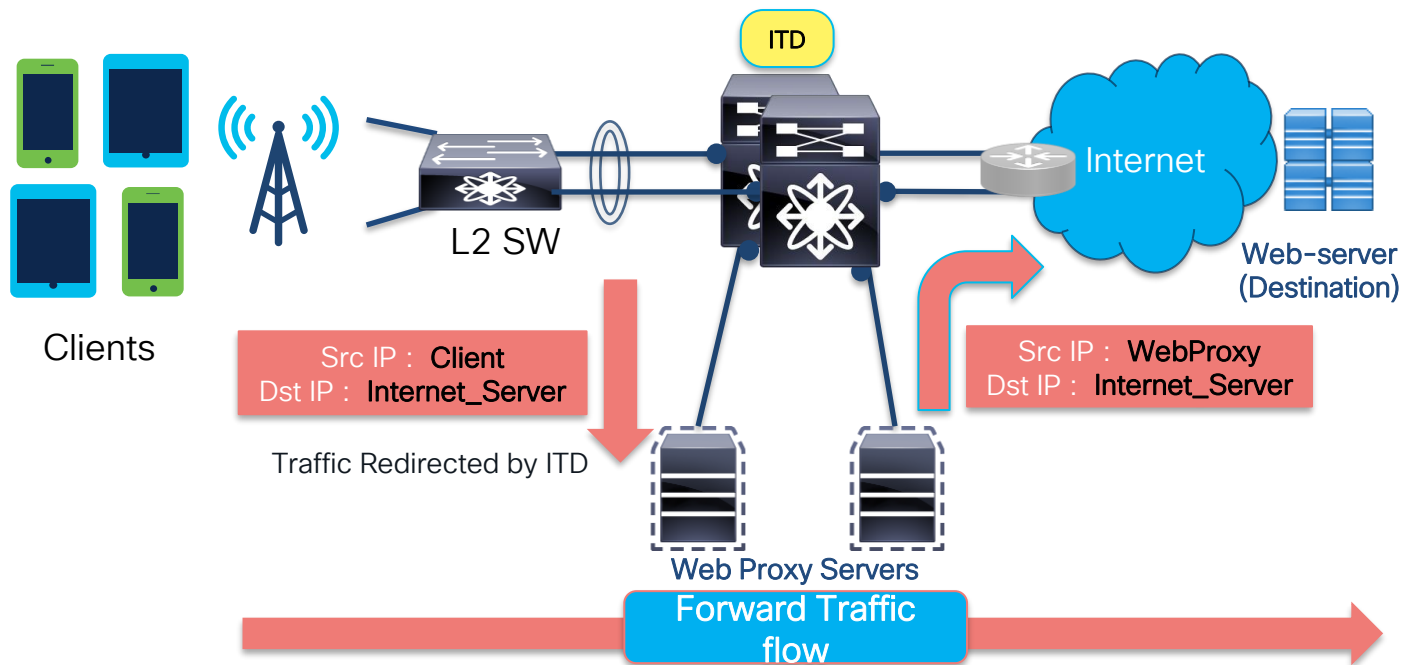 ITD
Internet
L2 SW
Web-server
(Destination)
Clients
Src IP : Client
Dst IP : Internet_Server
Src IP : WebProxy
Dst IP : Internet_Server
Traffic Redirected by ITD
Web Proxy Servers
Forward Traffic
flow